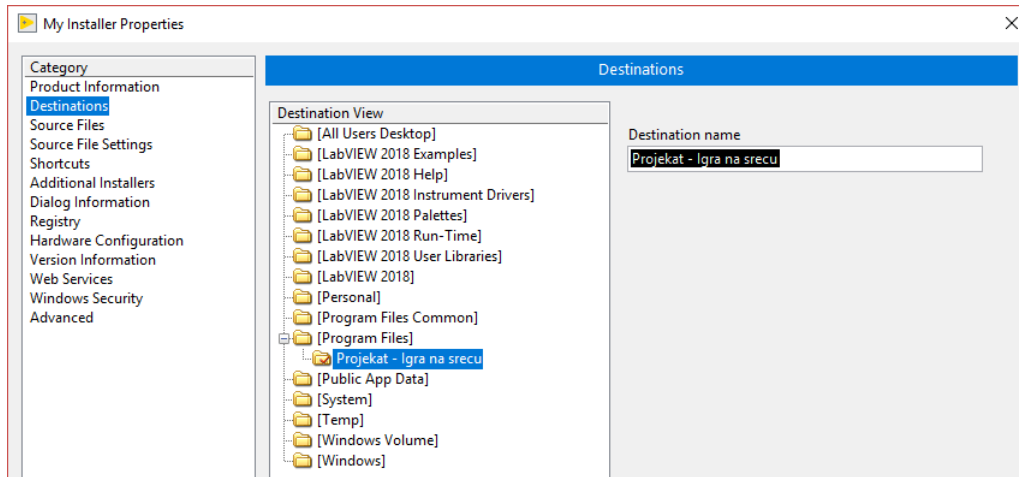 My Installer Properties
Category
Product Information
Destinations
Source Files
Source File Settings
Shortcuts
Additional Installers
Dialog Information
Registry
Hardware Configuration
Version Information
Web Services
Windows Security
Advanced
Destinations
Destination View
[All Users Desktop]
[LabVIEW 2018 Examples]
[LabVIEW 2018 Help]
[LabVIEW 2018 Instrument Drivers]
[LabVIEW 2018 Palettes]
[LabVIEW 2018 Run-Time]
[LabVIEW 2018 User Libraries]
[LabVIEW 2018]
[Personal]
[Program Files Common]
[Program Files]
Projekat - Igra na srecu
[Public App Data]
[System]
[Temp]
[Windows Volume]
[Windows]
Destination name
Projekat - Igra na srecu